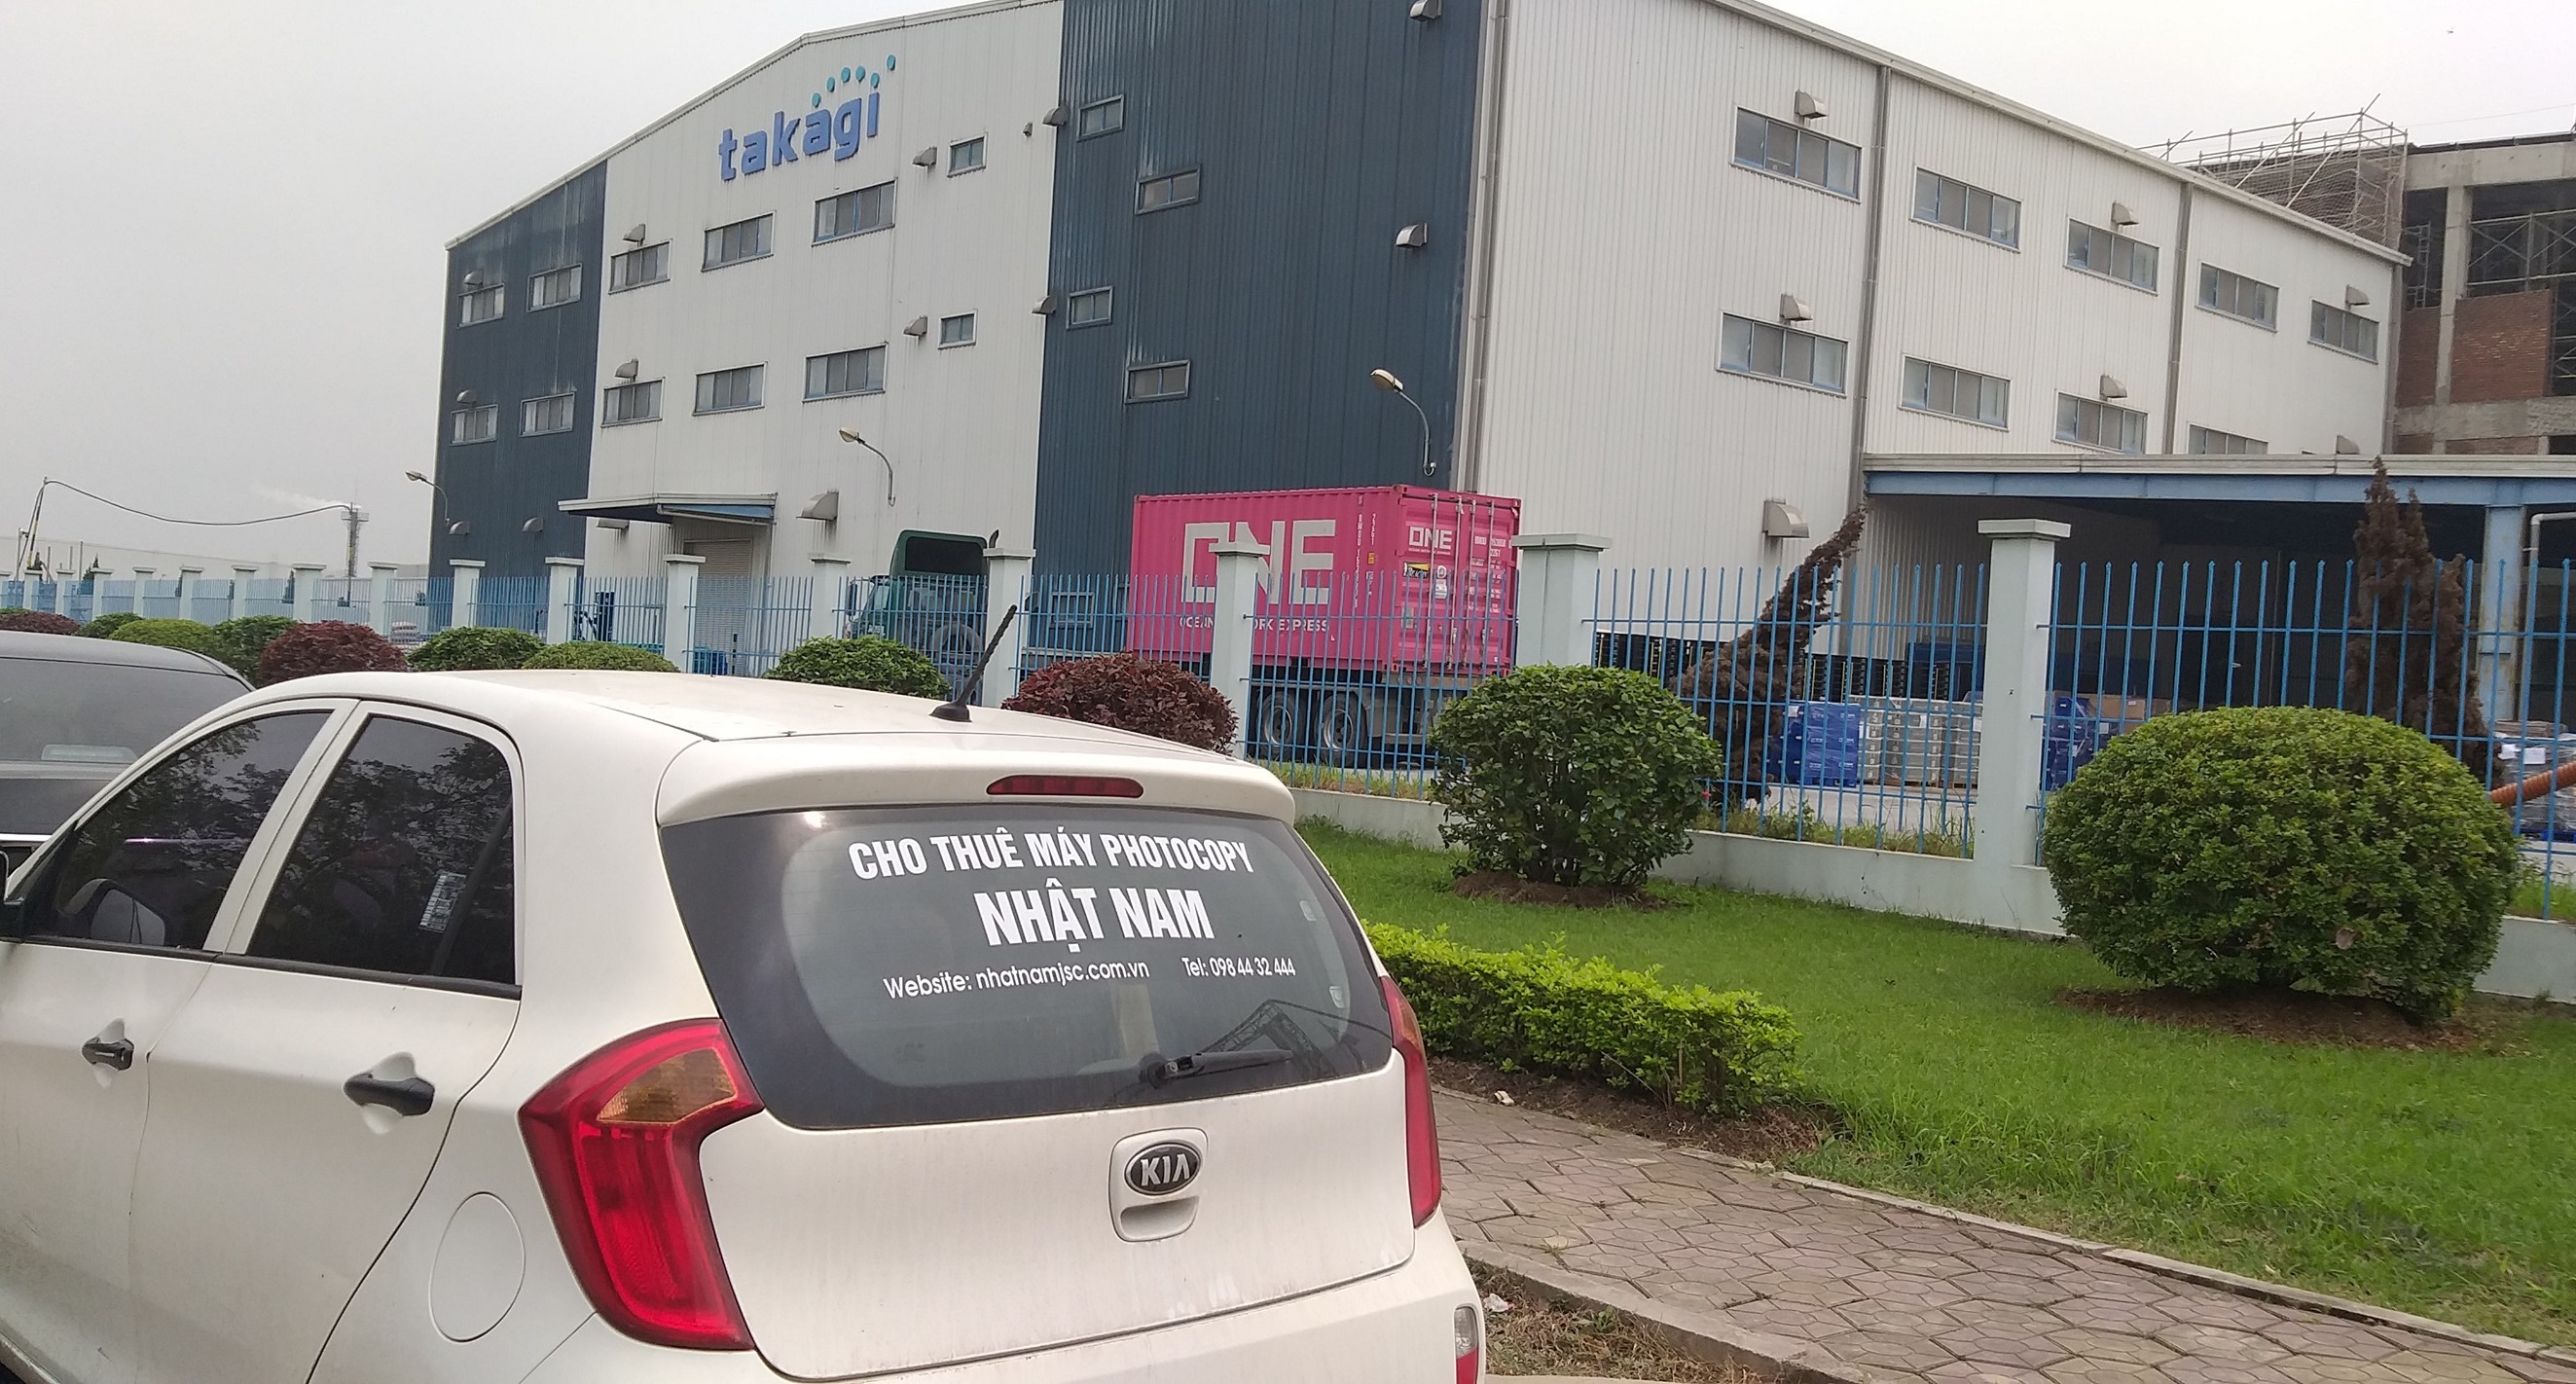 takagi
ONE
OCEAN
EXPRESS
ONE
CHO THUÊ MÁY PHOTOCOPY
NHẬT NAM
Website: nhatnamjsc.com.vn Tel: 098 44 32 444
KIA